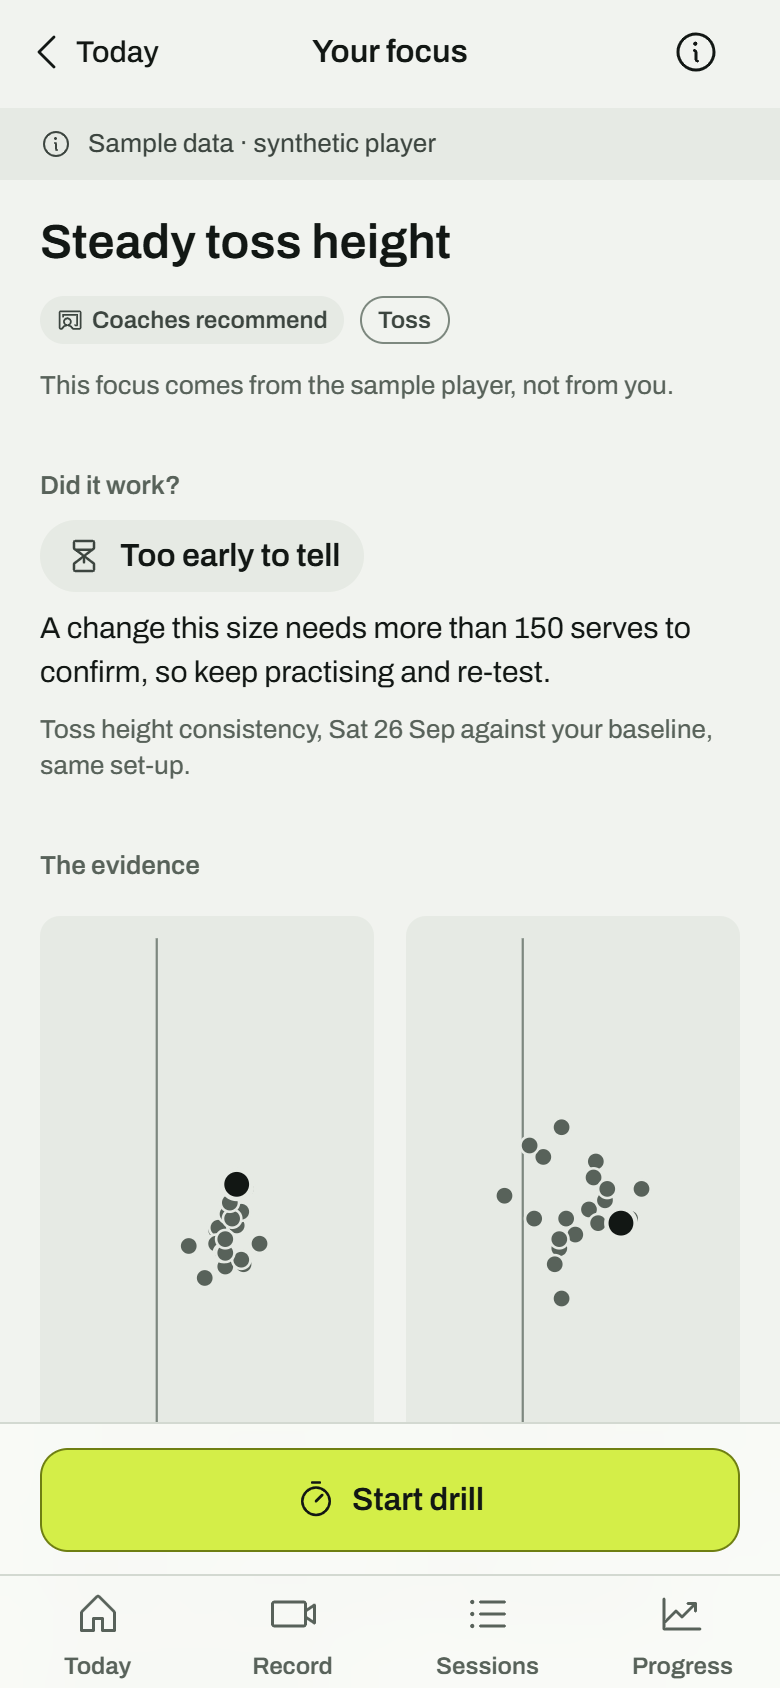 Today
Your focus
Sample data · synthetic player
Steady toss height
Coaches recommend
Toss
This focus comes from the sample player, not from you.
Did it work?
Too early to tell
A change this size needs more than 150 serves to
confirm, so keep practising and re-test.
Toss height consistency, Sat 26 Sep against your baseline,
same set-up.
The evidence
Start drill
Today
Record
Sessions
Progress